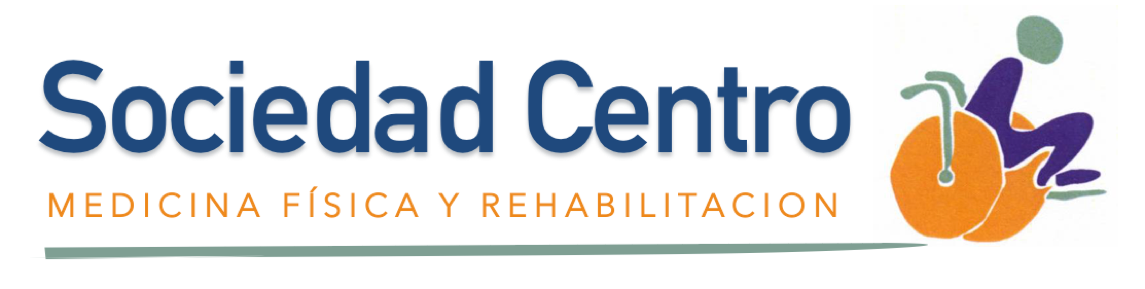 Sociedad Centro
MEDICINA FÍSICA Y REHABILITACION